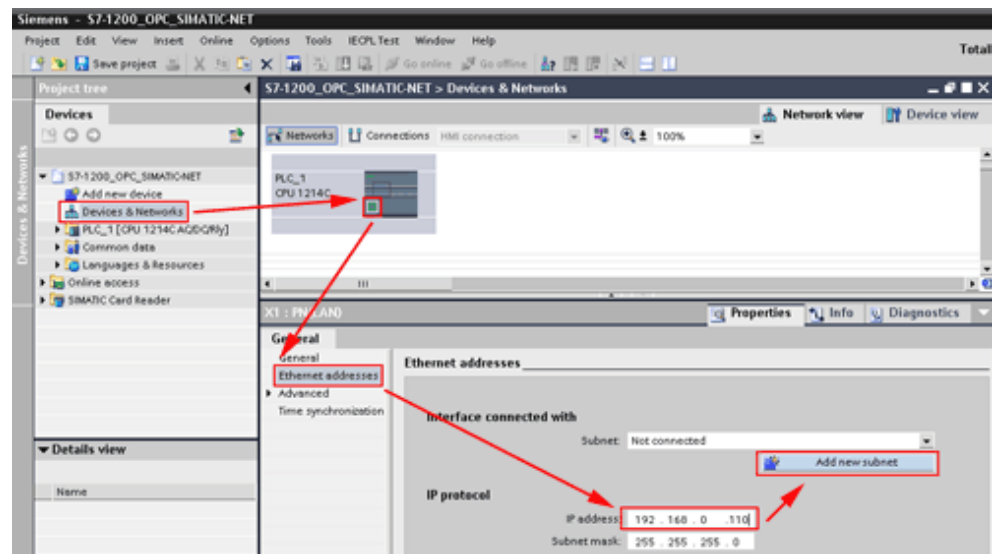 Siemens - S7-1200_OPC_SIMATIC-NET
Project Edit View Insert Online Options Tools IECPL Test Window Help
Save project Go online Go offline
Totall
Project tree
S7-1200_OPC_SIMATIC-NET > Devices & Networks
Devices
Network view Device view
Networks Connections HMI connection 100%
Devices & Networks
S7-1200_OPC_SIMATIC-NET
Add new device
Devices & Networks
PLC_1 [CPU 1214C AC/DC/Rly]
Common data
Languages & Resources
Online access
SIMATIC Card Reader
PLC_1
CPU 1214C
X1 : PN(LAN)
Properties Info Diagnostics
General
General
Ethernet addresses
Advanced
Time synchronization
Ethernet addresses
Interface connected with
Subnet: Not connected
Add new subnet
IP protocol
IP address: 192 . 168 . 0 .110
Subnet mask: 255 . 255 . 255 . 0
Details view
Name